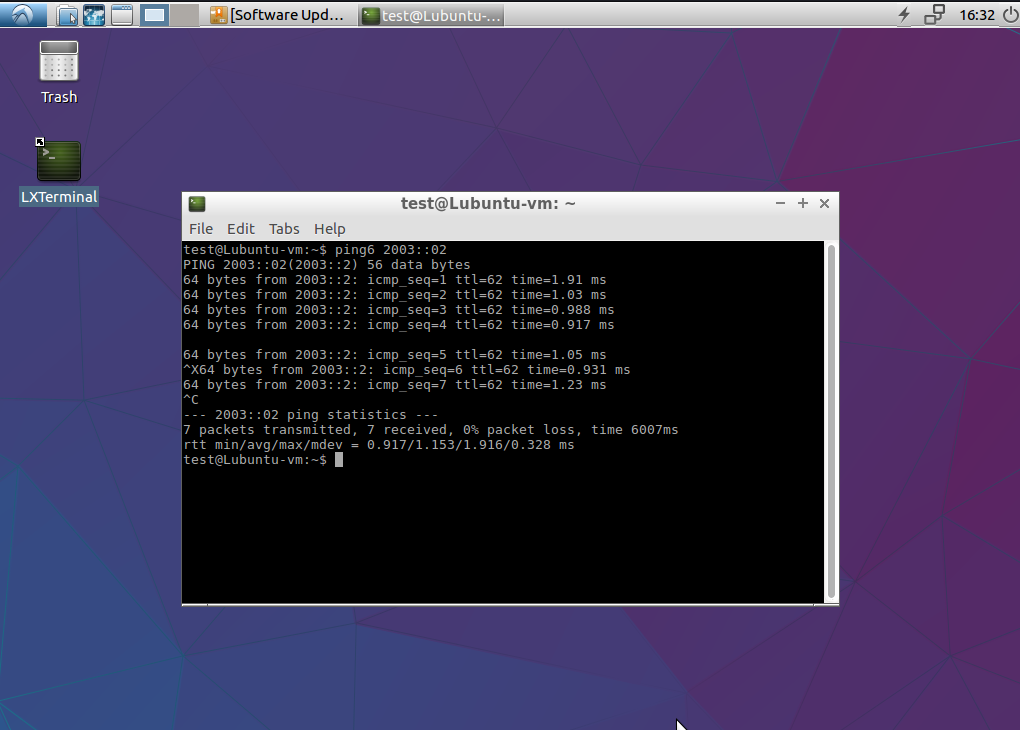 [Software Upd...
test@Lubuntu-...
16:32
Trash
LXTerminal
test@Lubuntu-vm: ~
File Edit Tabs Help
test@Lubuntu-vm:~$ ping6 2003::02
PING 2003::02(2003::2) 56 data bytes
64 bytes from 2003::2: icmp_seq=1 ttl=62 time=1.91 ms
64 bytes from 2003::2: icmp_seq=2 ttl=62 time=1.03 ms
64 bytes from 2003::2: icmp_seq=3 ttl=62 time=0.988 ms
64 bytes from 2003::2: icmp_seq=4 ttl=62 time=0.917 ms
64 bytes from 2003::2: icmp_seq=5 ttl=62 time=1.05 ms
^X64 bytes from 2003::2: icmp_seq=6 ttl=62 time=0.931 ms
64 bytes from 2003::2: icmp_seq=7 ttl=62 time=1.23 ms
^C
--- 2003::02 ping statistics ---
7 packets transmitted, 7 received, 0% packet loss, time 6007ms
rtt min/avg/max/mdev = 0.917/1.153/1.916/0.328 ms
test@Lubuntu-vm:~$